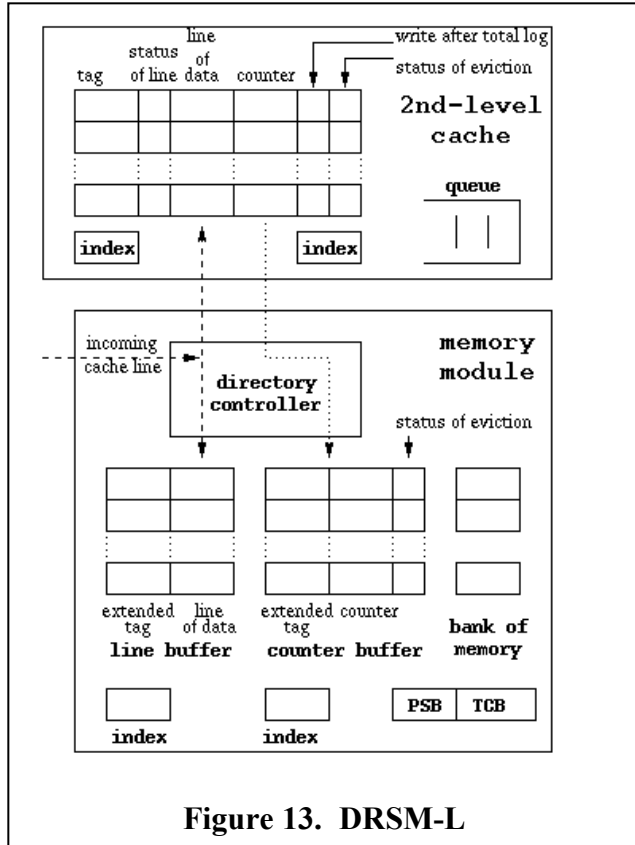 line
of
data
status
of line
tag
counter
write after total log
status of eviction
2nd-level
cache
queue
index
index
incoming
cache line
memory
module
directory
controller
status of eviction
extended
tag
line
of data
extended
tag
counter
line buffer
counter buffer
bank of
memory
PSB TCB
index
index
Figure 13. DRSM-L